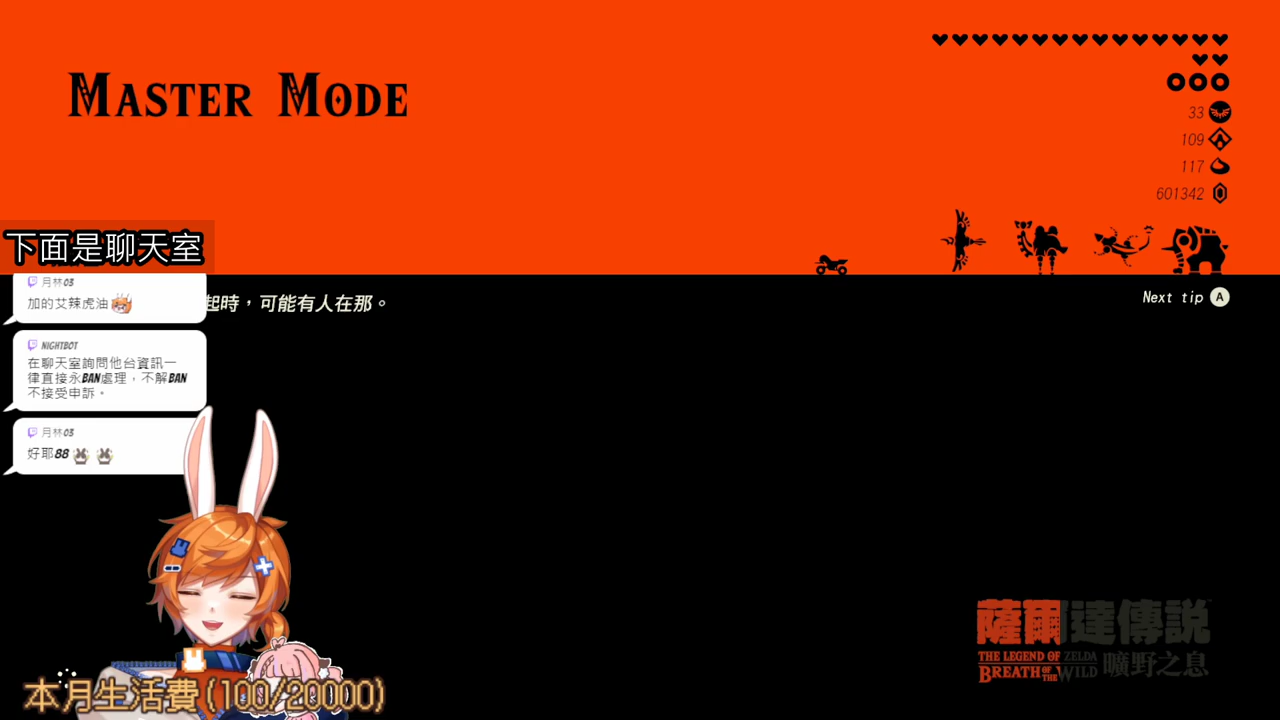 MASTER MODE
33
109
117
601342
下面是聊天室
月林03
加的艾辣虎油
起時，可能有人在那。
Next tip A
NIGHTBOT
在聊天室詢問他台資訊一
律直接永BAN處理，不解BAN
不接受申訴。
月林03
好耶88
薩爾達傳說
THE LEGEND OF ZELDA
BREATH OF THE WILD 曠野之息
本月生活費(100/20000)